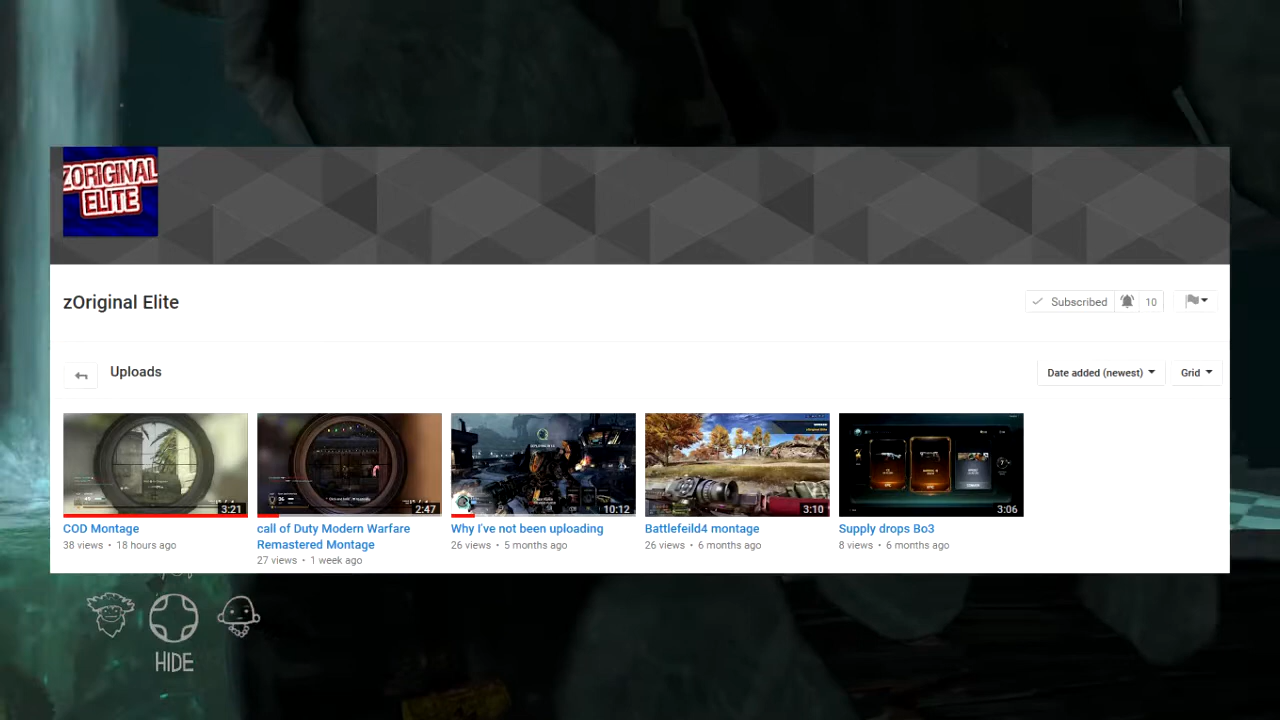 ZORIGINAL
ELITE
zOriginal Elite
Subscribed 10
Uploads
Date added (newest) Grid
3:21 2:47 10:12 3:10 3:06
COD Montage
38 views • 18 hours ago
call of Duty Modern Warfare
Remastered Montage
27 views • 1 week ago
Why I've not been uploading
26 views • 5 months ago
Battlefeild4 montage
26 views • 6 months ago
Supply drops Bo3
8 views • 6 months ago
HIDE